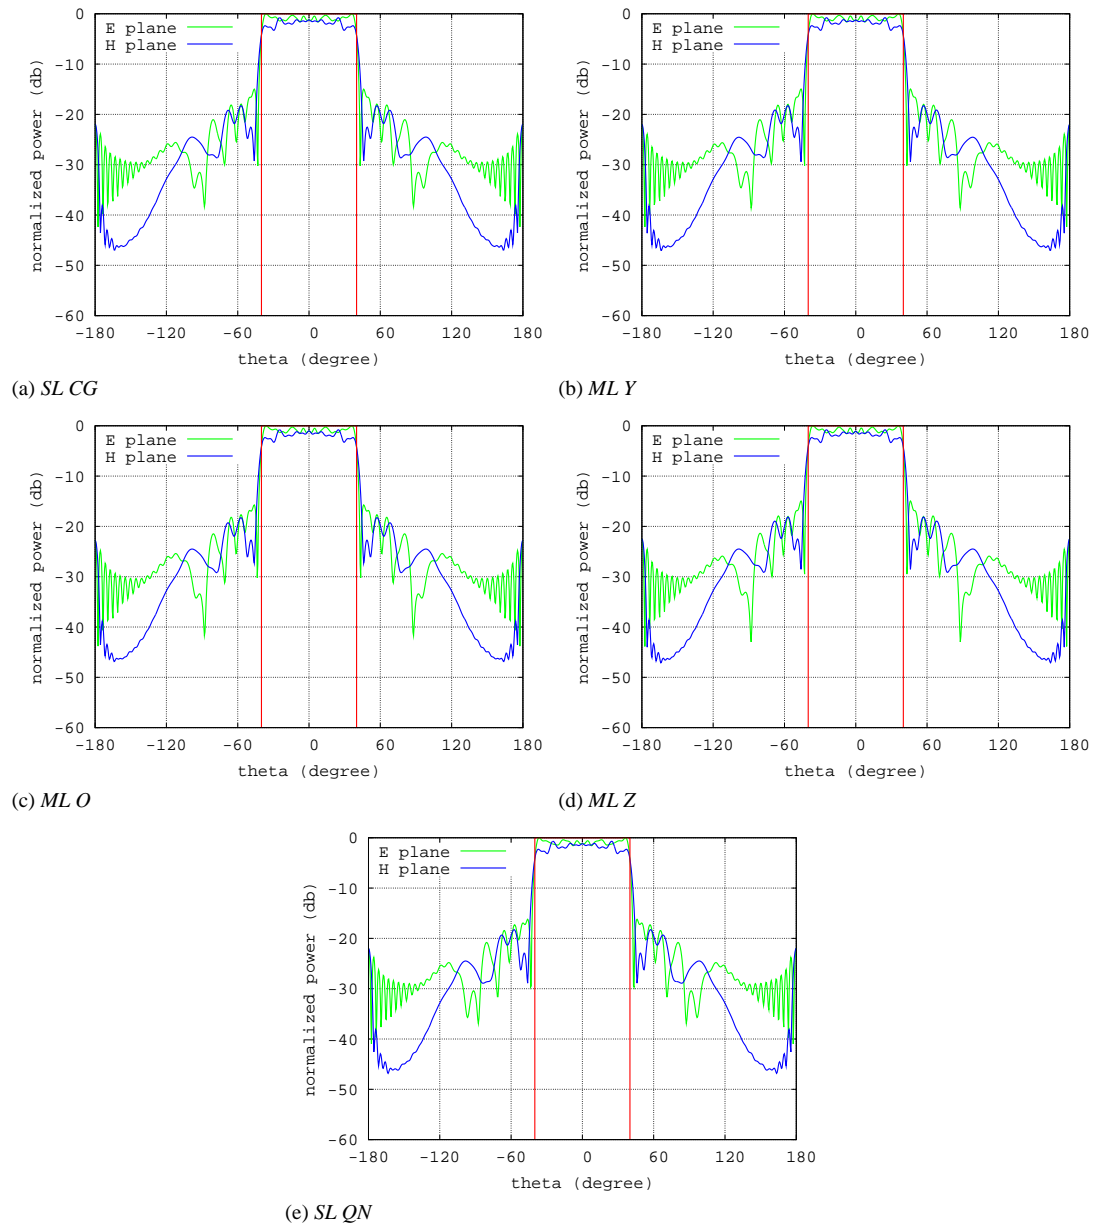 0
-10
-20
-30
-40
-50
-60
-180 -120 -60 0 60 120 180
normalized power (db)
theta (degree)
E plane
H plane
(a) SL CG
0
-10
-20
-30
-40
-50
-60
-180 -120 -60 0 60 120 180
normalized power (db)
theta (degree)
E plane
H plane
(b) ML Y
0
-10
-20
-30
-40
-50
-60
-180 -120 -60 0 60 120 180
normalized power (db)
theta (degree)
E plane
H plane
(c) ML O
0
-10
-20
-30
-40
-50
-60
-180 -120 -60 0 60 120 180
normalized power (db)
theta (degree)
E plane
H plane
(d) ML Z
0
-10
-20
-30
-40
-50
-60
-180 -120 -60 0 60 120 180
normalized power (db)
theta (degree)
E plane
H plane
(e) SL QN